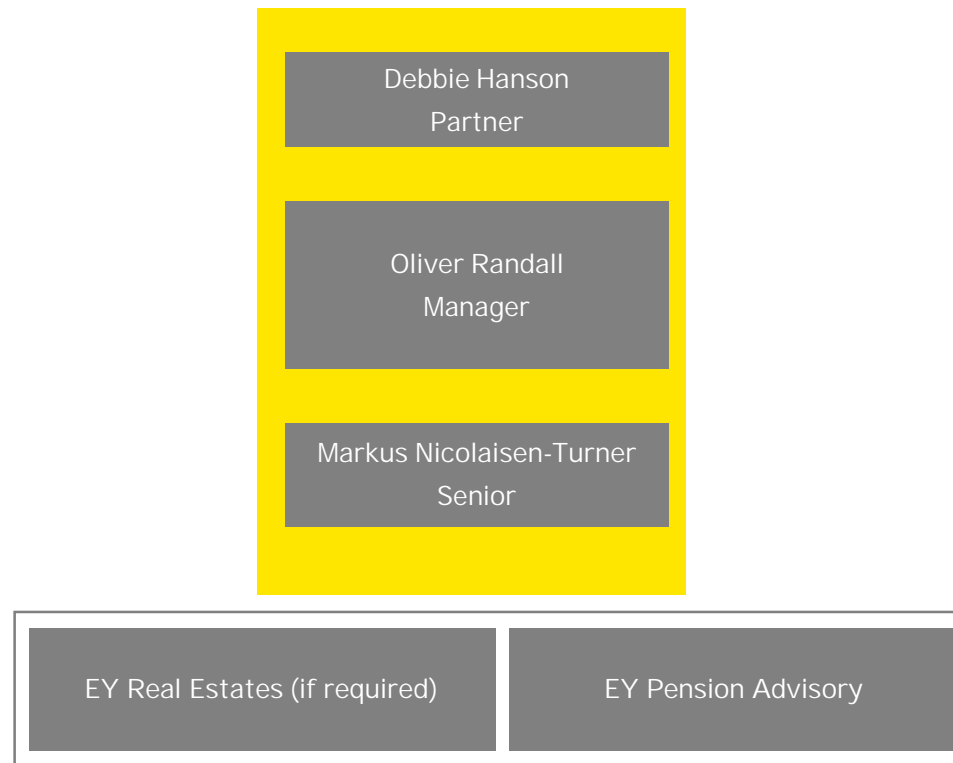 Debbie Hanson
Partner
Oliver Randall
Manager
Markus Nicolaisen-Turner
Senior
EY Real Estates (if required)
EY Pension Advisory